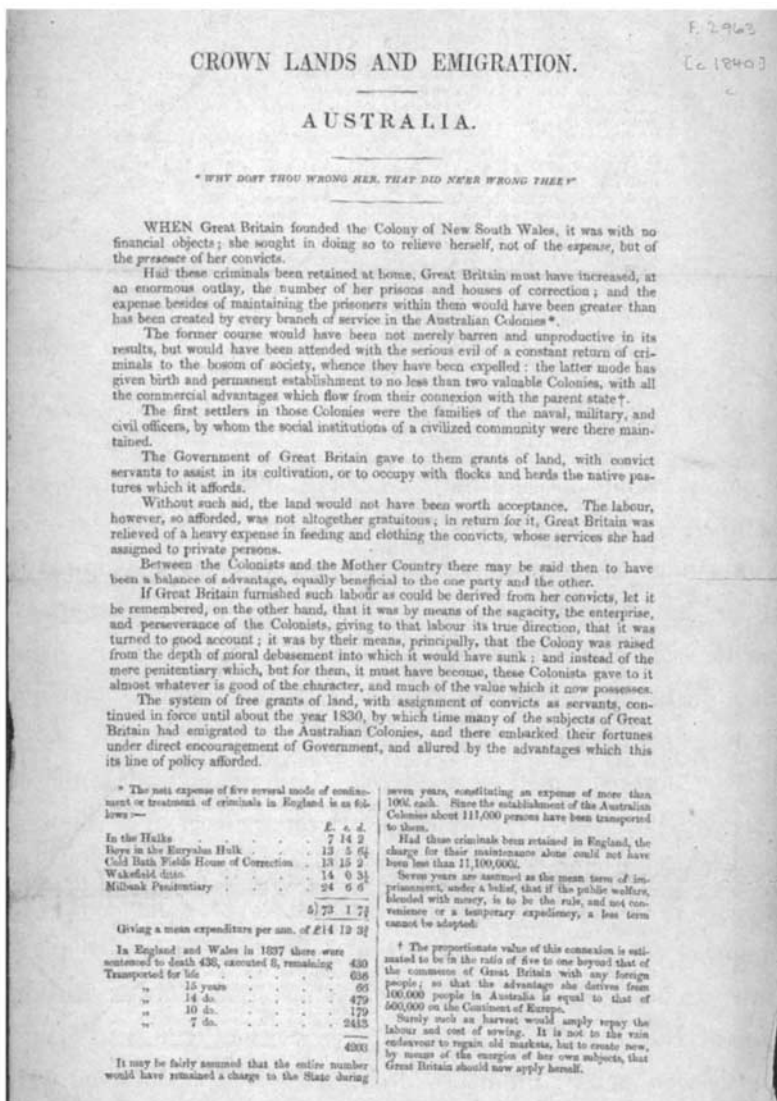 F. 2963
[c 1840]
c
CROWN LANDS AND EMIGRATION.
AUSTRALIA.
"WHY DOST THOU WRONG HER, THAT DID NE'ER WRONG THEE?"
WHEN Great Britain founded the Colony of New South Wales, it was with no
financial objects; she sought in doing so to relieve herself, not of the expense, but of
the presence of her convicts.
Had these criminals been retained at home, Great Britain must have increased, at
an enormous outlay, the number of her prisons and houses of correction; and the
expense besides of maintaining the prisoners within them would have been greater than
has been created by every branch of service in the Australian Colonies*.
The former course would have been not merely barren and unproductive in its
results, but would have been attended with the serious evil of a constant return of cri-
minals to the bosom of society, whence they have been expelled: the latter mode has
given birth and permanent establishment to no less than two valuable Colonies, with all
the commercial advantages which flow from their connexion with the parent state†.
The first settlers in those Colonies were the families of the naval, military, and
civil officers, by whom the social institutions of a civilized community were there main-
tained.
The Government of Great Britain gave to them grants of land, with convict
servants to assist in its cultivation, or to occupy with flocks and herds the native pas-
tures which it affords.
Without such aid, the land would not have been worth acceptance. The labour,
however, so afforded, was not altogether gratuitous; in return for it, Great Britain was
relieved of a heavy expense in feeding and clothing the convicts, whose services she had
assigned to private persons.
Between the Colonists and the Mother Country there may be said then to have
been a balance of advantage, equally beneficial to the one party and the other.
If Great Britain furnished such labour as could be derived from her convicts, let it
be remembered, on the other hand, that it was by means of the sagacity, the enterprise,
and perseverance of the Colonists, giving to that labour its true direction, that it was
turned to good account; it was by their means, principally, that the Colony was raised
from the depth of moral debasement into which it would have sunk; and instead of the
mere penitentiary which, but for them, it must have become, these Colonists gave to it
almost whatever is good of the character, and much of the value which it now possesses.
The system of free grants of land, with assignment of convicts as servants, con-
tinued in force until about the year 1830, by which time many of the subjects of Great
Britain had emigrated to the Australian Colonies, and there embarked their fortunes
under direct encouragement of Government, and allured by the advantages which this
its line of policy afforded.
* The nett expense of five several mode of confine-
ment or treatment of criminals in England is as fol-
lows:—
£. s. d.
In the Hulks . . . . 7 14 2
Boys in the Euryalus Hulk . . . 13 5 6½
Cold Bath Fields House of Correction . 13 15 2
Wakefield ditto . . . . 14 0 3½
Milbank Penitentiary . . . . 24 6 6
5) 73 1 7¾
Giving a mean expenditure per ann. of £14 12 3¾
In England and Wales in 1837 there were
sentenced to death 438, executed 8, remaining 430
Transported for life . . . . 636
„ 15 years . . . . 66
„ 14 do. . . . . 479
„ 10 do. . . . . 179
„ 7 do. . . . . 2413
4203
It may be fairly assumed that the entire number
would have remained a charge to the State during
seven years, constituting an expense of more than
100l. each. Since the establishment of the Australian
Colonies about 111,000 persons have been transported
to them.
Had these criminals been retained in England, the
charge for their maintenance alone could not have
been less than 11,100,000l.
Seven years are assumed as the mean term of im-
prisonment, under a belief, that if the public welfare,
blended with mercy, is to be the rule, and not con-
venience or a temporary expediency, a less term
cannot be adopted.
† The proportionate value of this connexion is esti-
mated to be in the ratio of five to one beyond that of
the commerce of Great Britain with any foreign
people; so that the advantage she derives from
100,000 people in Australia is equal to that of
500,000 on the Continent of Europe.
Surely such an harvest would amply repay the
labour and cost of sowing. It is not to the vain
endeavour to regain old markets, but to create new,
by means of the energies of her own subjects, that
Great Britain should now apply herself.